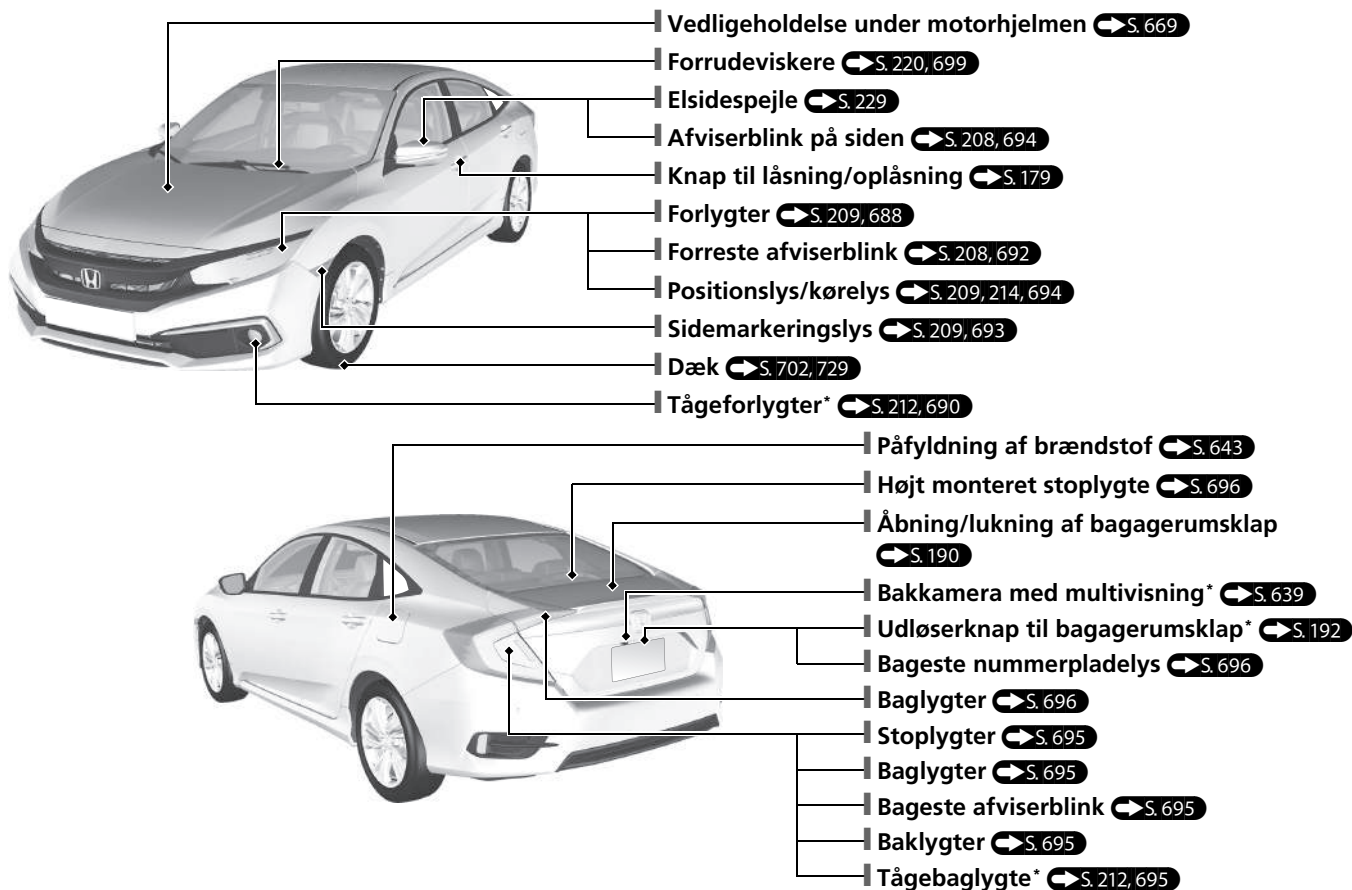 Vedligeholdelse under motorhjelmen S. 669
Forrudeviskere S. 220, 699
Elsidespejle S. 229
Afviserblink på siden S. 208, 694
Knap til låsning/oplåsning S. 179
Forlygter S. 209, 688
Forreste afviserblink S. 208, 692
Positionslys/kørelys S. 209, 214, 694
Sidemarkeringslys S. 209, 693
Dæk S. 702, 729
Tågeforlygter* S. 212, 690
Påfyldning af brændstof S. 643
Højt monteret stoplygte S. 696
Åbning/lukning af bagagerumsklap
S. 190
Bakkamera med multivisning* S. 639
Udløserknap til bagagerumsklap* S. 192
Bageste nummerpladelys S. 696
Baglygter S. 696
Stoplygter S. 695
Baglygter S. 695
Bageste afviserblink S. 695
Baklygter S. 695
Tågebaglygte* S. 212, 695